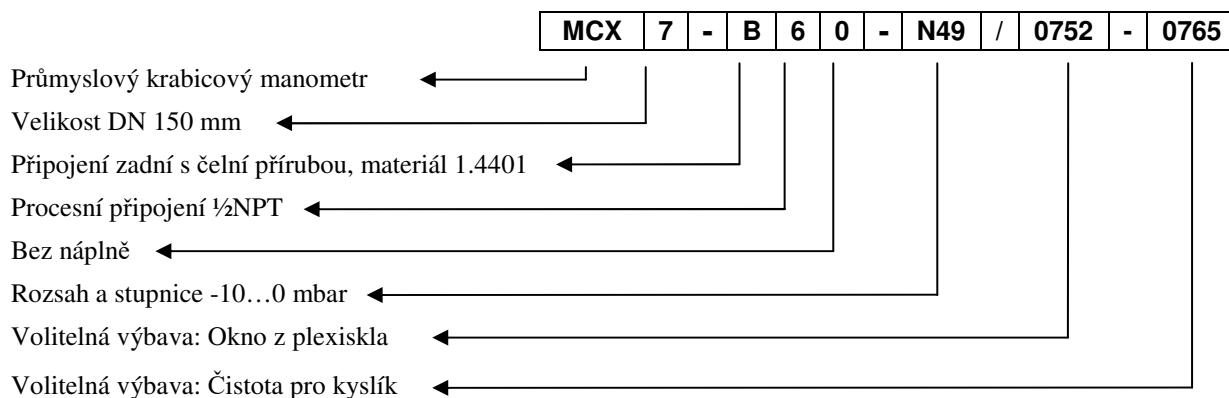 MCX 7 - B 6 0 - N49 / 0752 - 0765
Průmyslový krabicový manometr
Velikost DN 150 mm
Připojení zadní s čelní přírubou, materiál 1.4401
Procesní připojení ½NPT
Bez náplně
Rozsah a stupnice -10…0 mbar
Volitelná výbava: Okno z plexiskla
Volitelná výbava: Čistota pro kyslík